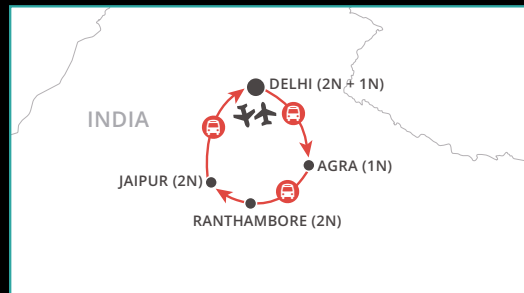 DELHI (2N + 1N)
INDIA
AGRA (1N)
JAIPUR (2N)
RANTHAMBORE (2N)